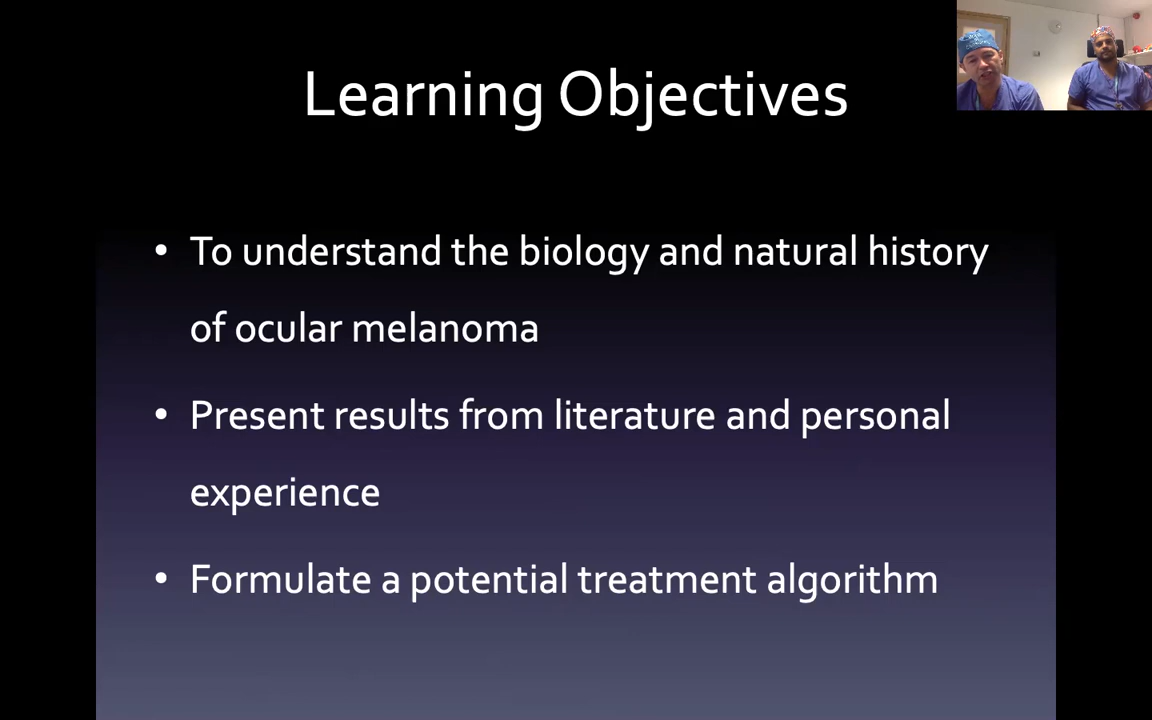 Learning Objectives
• To understand the biology and natural history
of ocular melanoma
• Present results from literature and personal
experience
• Formulate a potential treatment algorithm